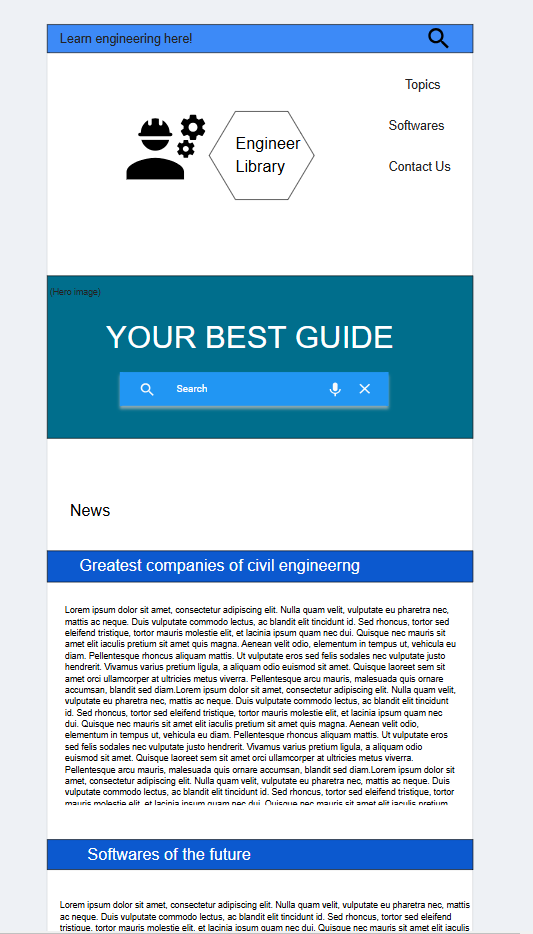 Learn engineering here!
Topics
Engineer
Library
Softwares
Contact Us
(Hero image)
YOUR BEST GUIDE
Search
News
Greatest companies of civil engineerng
Lorem ipsum dolor sit amet, consectetur adipiscing elit. Nulla quam velit, vulputate eu pharetra nec,
mattis ac neque. Duis vulputate commodo lectus, ac blandit elit tincidunt id. Sed rhoncus, tortor sed
eleifend tristique, tortor mauris molestie elit, et lacinia ipsum quam nec dui. Quisque nec mauris sit
amet elit iaculis pretium sit amet quis magna. Aenean velit odio, elementum in tempus ut, vehicula eu
diam. Pellentesque rhoncus aliquam mattis. Ut vulputate eros sed felis sodales nec vulputate justo
hendrerit. Vivamus varius pretium ligula, a aliquam odio euismod sit amet. Quisque laoreet sem sit
amet orci ullamcorper at ultricies metus viverra. Pellentesque arcu mauris, malesuada quis ornare
accumsan, blandit sed diam.Lorem ipsum dolor sit amet, consectetur adipiscing elit. Nulla quam velit,
vulputate eu pharetra nec, mattis ac neque. Duis vulputate commodo lectus, ac blandit elit tincidunt
id. Sed rhoncus, tortor sed eleifend tristique, tortor mauris molestie elit, et lacinia ipsum quam nec
dui. Quisque nec mauris sit amet elit iaculis pretium sit amet quis magna. Aenean velit odio,
elementum in tempus ut, vehicula eu diam. Pellentesque rhoncus aliquam mattis. Ut vulputate eros
sed felis sodales nec vulputate justo hendrerit. Vivamus varius pretium ligula, a aliquam odio
euismod sit amet. Quisque laoreet sem sit amet orci ullamcorper at ultricies metus viverra.
Pellentesque arcu mauris, malesuada quis ornare accumsan, blandit sed diam.Lorem ipsum dolor sit
amet, consectetur adipiscing elit. Nulla quam velit, vulputate eu pharetra nec, mattis ac neque. Duis
vulputate commodo lectus, ac blandit elit tincidunt id. Sed rhoncus, tortor sed eleifend tristique, tortor
mauris molestie elit, et lacinia ipsum quam nec dui. Quisque nec mauris sit amet elit iaculis pretium
Softwares of the future
Lorem ipsum dolor sit amet, consectetur adipiscing elit. Nulla quam velit, vulputate eu pharetra nec, mattis
ac neque. Duis vulputate commodo lectus, ac blandit elit tincidunt id. Sed rhoncus, tortor sed eleifend
tristique, tortor mauris molestie elit, et lacinia ipsum quam nec dui. Quisque nec mauris sit amet elit iaculis